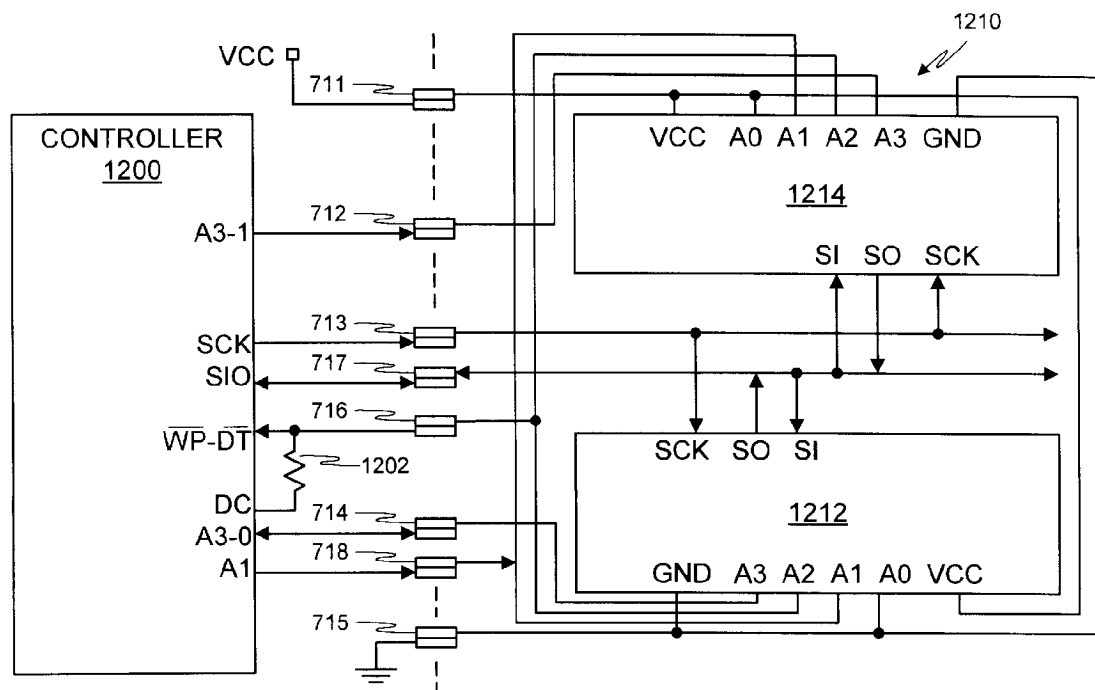 1210
VCC
711
CONTROLLER
1200
VCC A0 A1 A2 A3 GND
1214
A3-1
712
SI SO SCK
SCK
713
SIO
717
WP-DT
716
1202
SCK SO SI
DC
1212
A3-0
714
A1
718
GND A3 A2 A1 A0 VCC
715